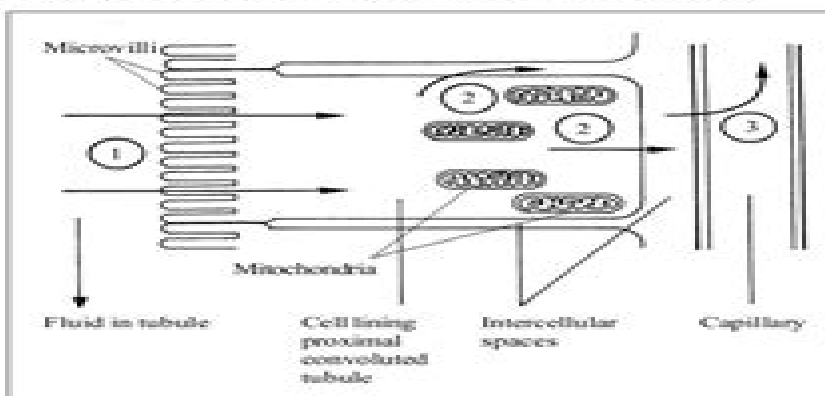 Microvilli
2
2
3
1
Mitochondria
Fluid in tubule
Cell lining
proximal
convoluted
tubule
Intercellular
spaces
Capillary